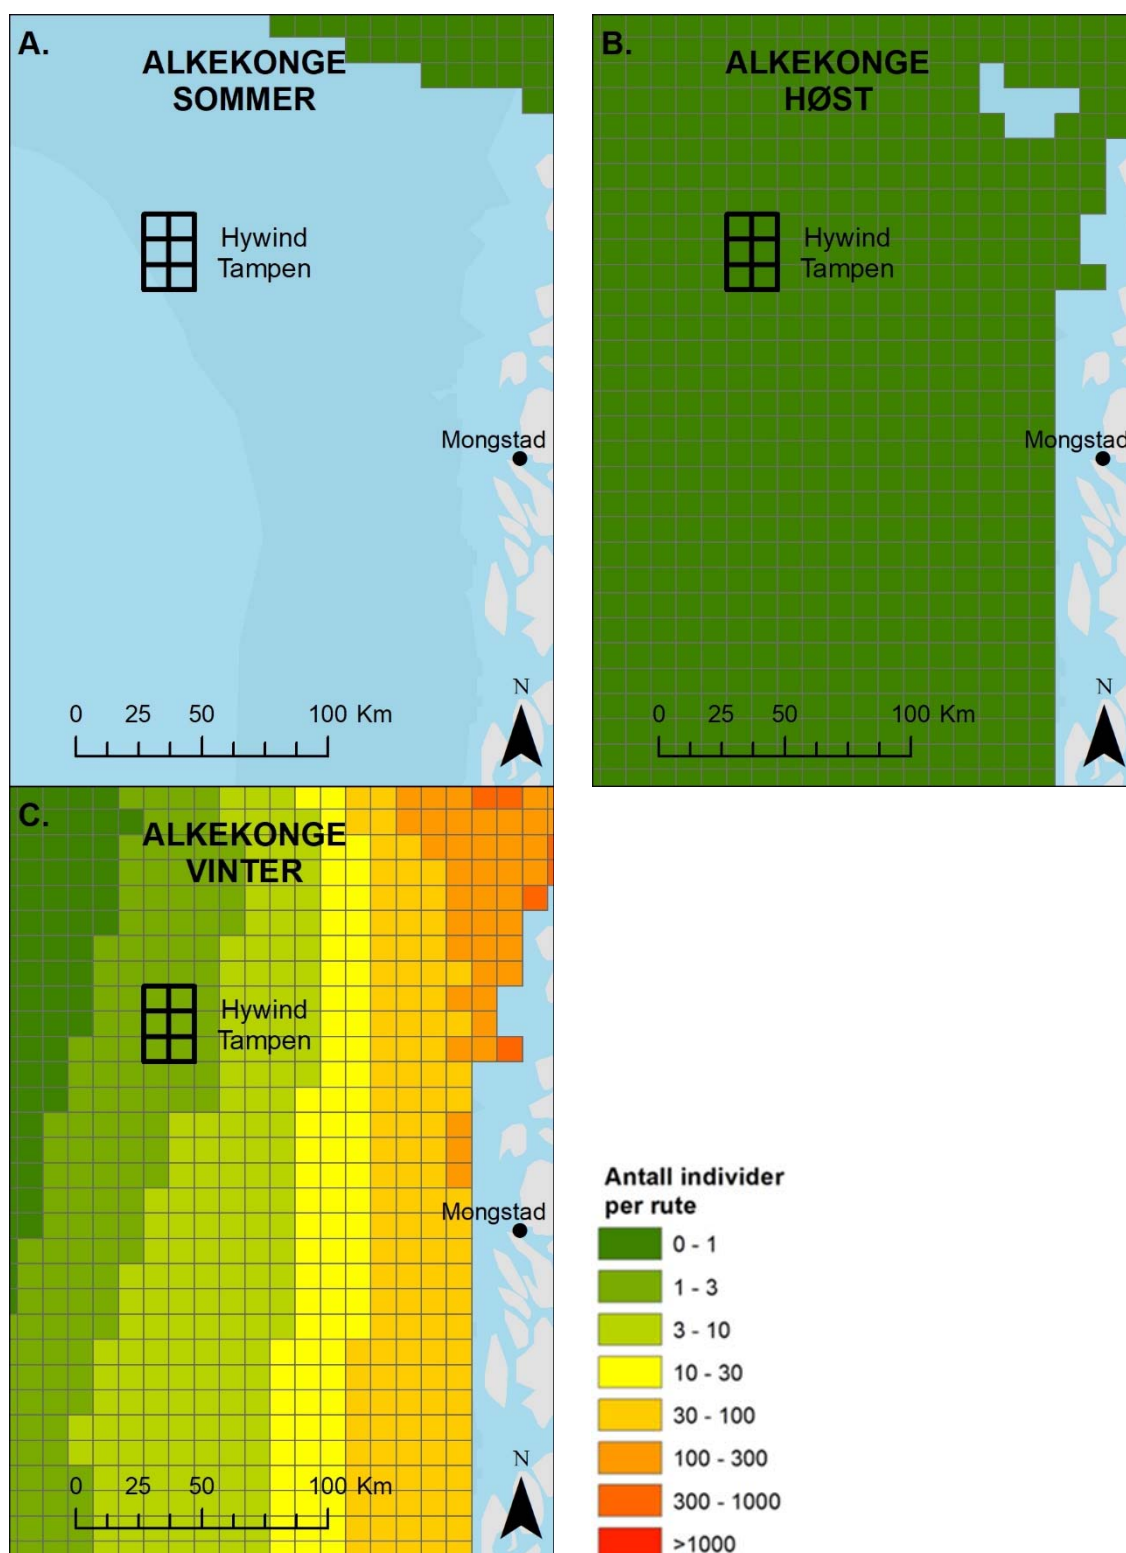 A.
ALKEKONGE
SOMMER
Hywind
Tampen
Mongstad
N
0 25 50 100 Km
B.
ALKEKONGE
HØST
Hywind
Tampen
Mongstad
N
0 25 50 100 Km
C.
ALKEKONGE
VINTER
Hywind
Tampen
Mongstad
N
0 25 50 100 Km
Antall individer
per rute
0 - 1
1 - 3
3 - 10
10 - 30
30 - 100
100 - 300
300 - 1000
>1000